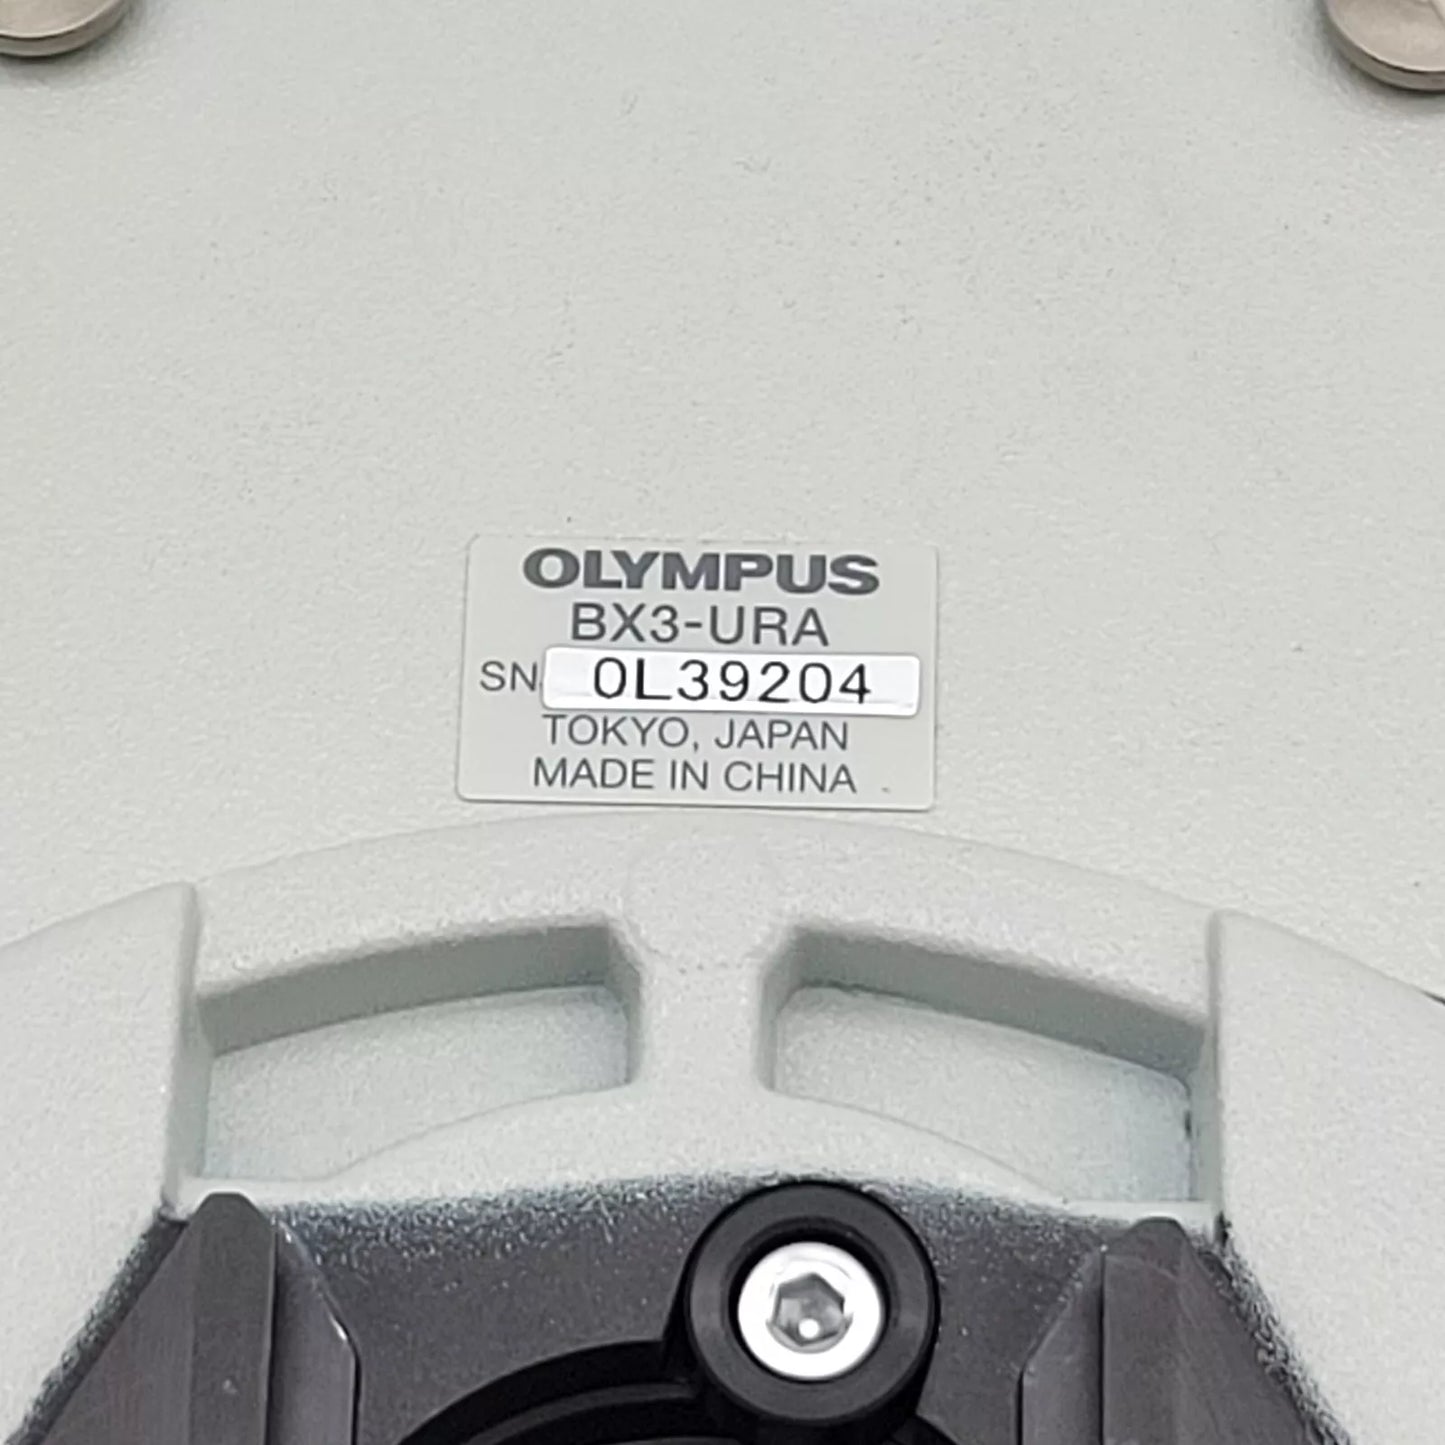 OLYMPUS
BX3-URA
SN 0L39204
TOKYO, JAPAN
MADE IN CHINA